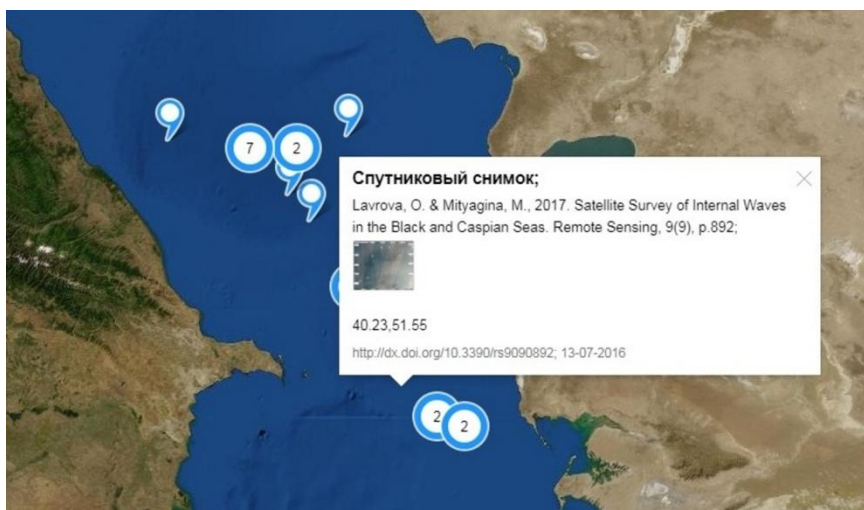 7
2
Спутниковый снимок;
Lavrova, O. & Mityagina, M., 2017. Satellite Survey of Internal Waves
in the Black and Caspian Seas. Remote Sensing, 9(9), p.892;
40.23,51.55
http://dx.doi.org/10.3390/rs9090892; 13-07-2016
2
2